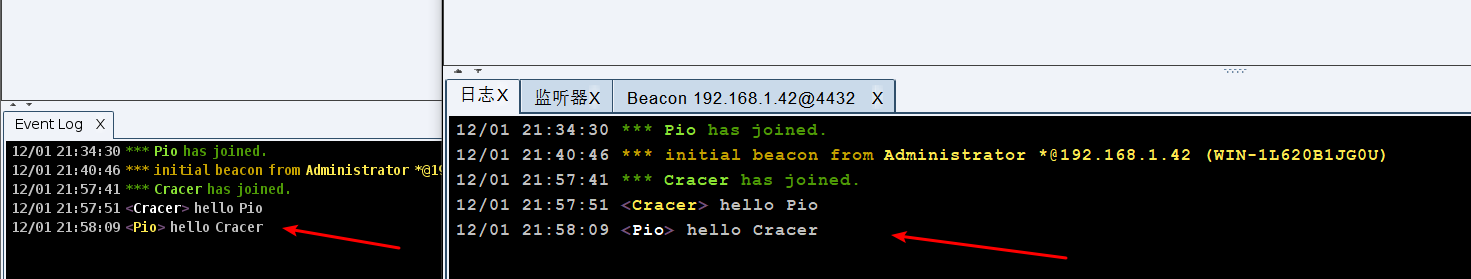 Event Log X
12/01 21:34:30 *** Pio has joined.
12/01 21:40:46 *** initial beacon from Administrator *@19
12/01 21:57:41 *** Cracer has joined.
12/01 21:57:51 <Cracer> hello Pio
12/01 21:58:09 <Pio> hello Cracer
日志X 监听器X Beacon 192.168.1.42@4432 X
12/01 21:34:30 *** Pio has joined.
12/01 21:40:46 *** initial beacon from Administrator *@192.168.1.42 (WIN-1L620B1JG0U)
12/01 21:57:41 *** Cracer has joined.
12/01 21:57:51 <Cracer> hello Pio
12/01 21:58:09 <Pio> hello Cracer